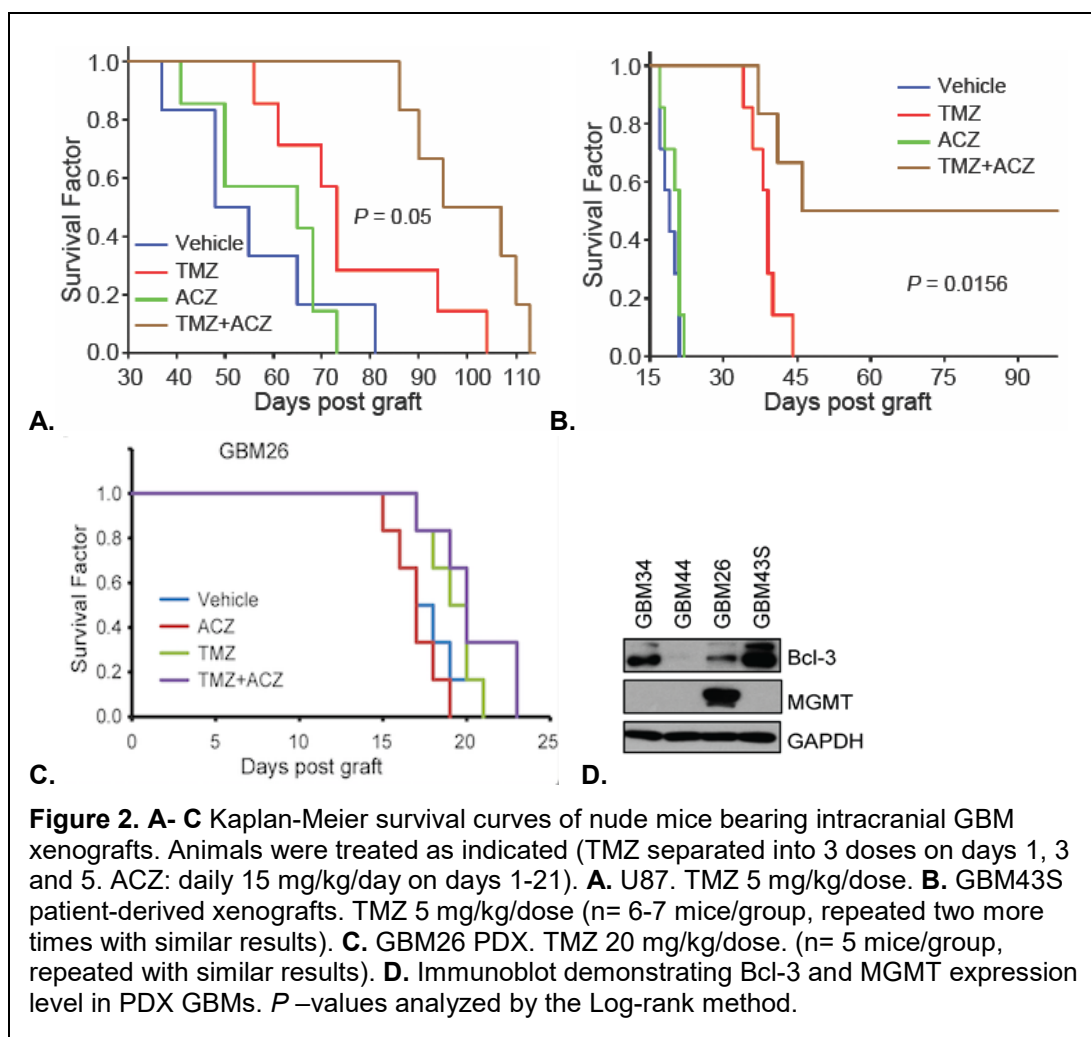 1.0
0.8
0.6
0.4
0.2
0.0
Survival Factor
P = 0.05
Vehicle
TMZ
ACZ
TMZ+ACZ
30 40 50 60 70 80 90 100 110
Days post graft
A.
1.0
0.8
0.6
0.4
0.2
0.0
Survival Factor
Vehicle
TMZ
ACZ
TMZ+ACZ
P = 0.0156
15 30 45 60 75 90
Days post graft
B.
GBM26
1.0
0.8
0.6
0.4
0.2
0.0
Survival Factor
Vehicle
ACZ
TMZ
TMZ+ACZ
0 5 10 15 20 25
Days post graft
C.
GBM34
GBM44
GBM26
GBM43S
Bcl-3
MGMT
GAPDH
D.
Figure 2. A- C Kaplan-Meier survival curves of nude mice bearing intracranial GBM
xenografts. Animals were treated as indicated (TMZ separated into 3 doses on days 1, 3
and 5. ACZ: daily 15 mg/kg/day on days 1-21). A. U87. TMZ 5 mg/kg/dose. B. GBM43S
patient-derived xenografts. TMZ 5 mg/kg/dose (n= 6-7 mice/group, repeated two more
times with similar results). C. GBM26 PDX. TMZ 20 mg/kg/dose. (n= 5 mice/group,
repeated with similar results). D. Immunoblot demonstrating Bcl-3 and MGMT expression
level in PDX GBMs. P –values analyzed by the Log-rank method.